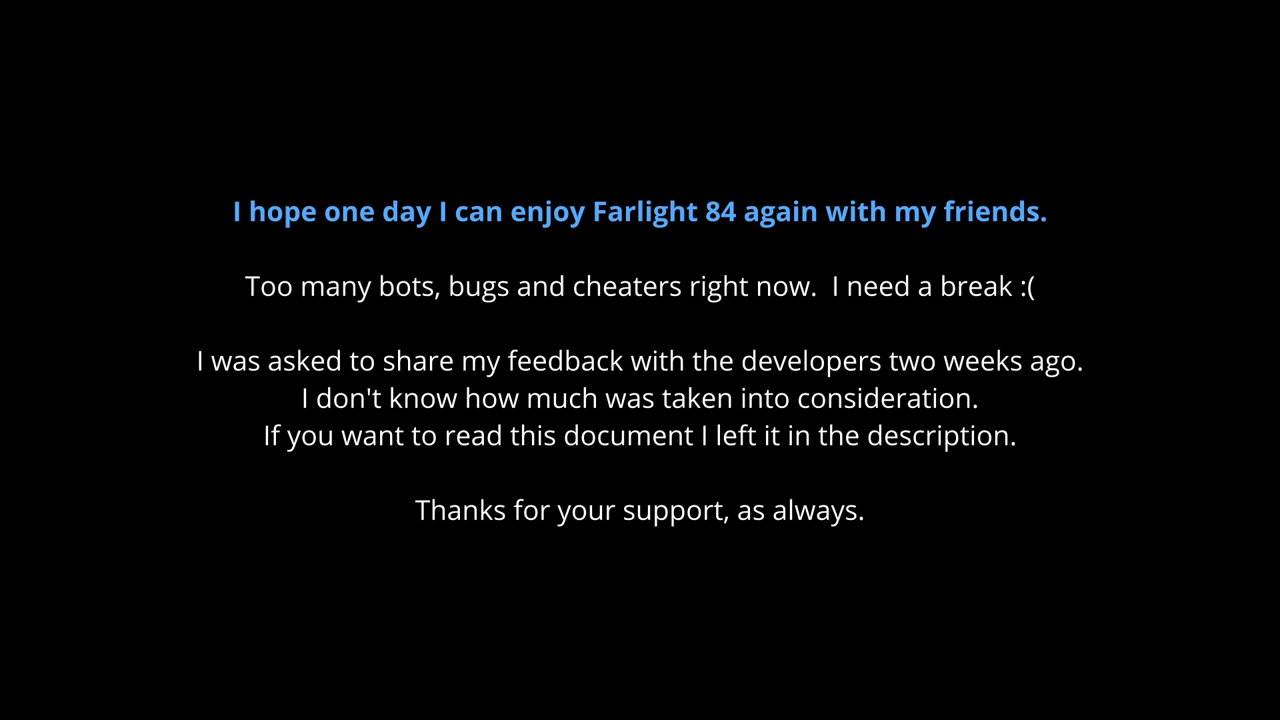 I hope one day I can enjoy Farlight 84 again with my friends.
Too many bots, bugs and cheaters right now.  I need a break :(
I was asked to share my feedback with the developers two weeks ago.
I don't know how much was taken into consideration.
If you want to read this document I left it in the description.
Thanks for your support, as always.